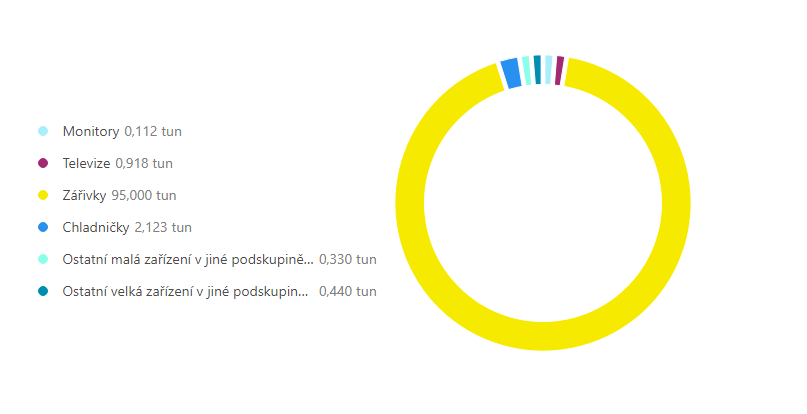 Monitory 0,112 tun
Televize 0,918 tun
Zářivky 95,000 tun
Chladničky 2,123 tun
Ostatní malá zařízení v jiné podskupině... 0,330 tun
Ostatní velká zařízení v jiné podskupin... 0,440 tun